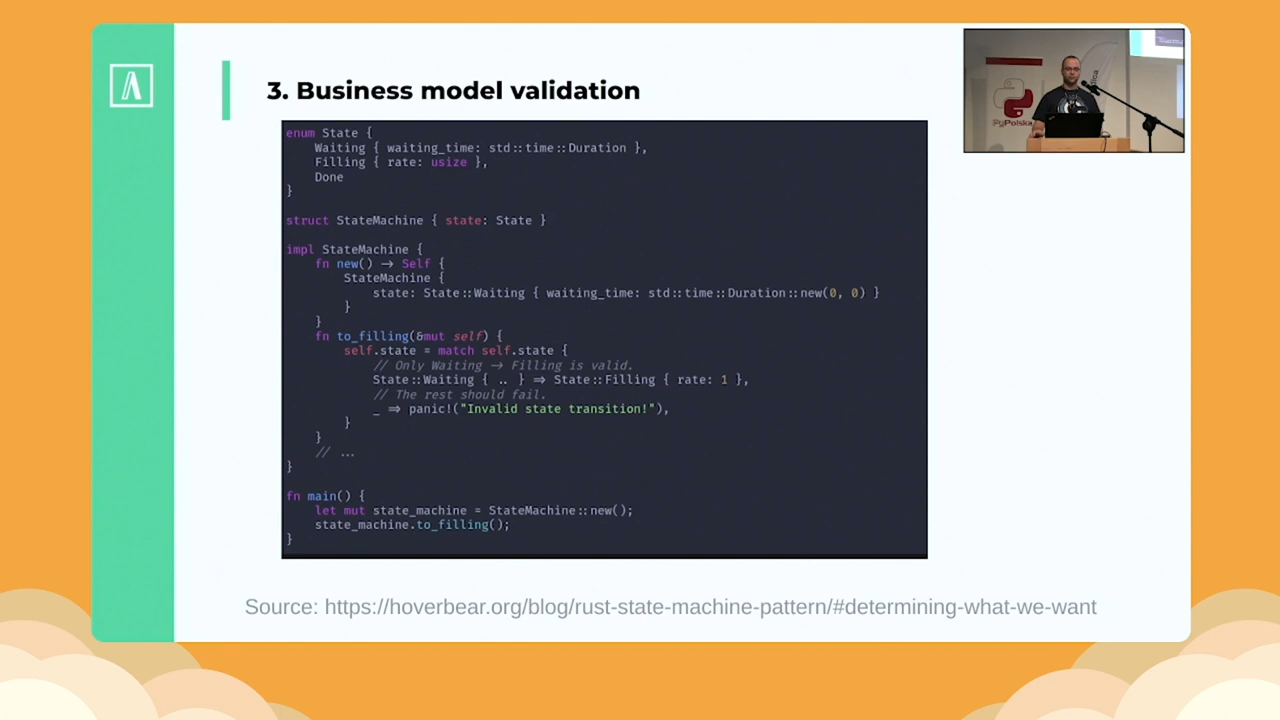 3. Business model validation
enum State {
    Waiting { waiting_time: std::time::Duration },
    Filling { rate: usize },
    Done
}
struct StateMachine { state: State }
impl StateMachine {
    fn new() → Self {
        StateMachine {
            state: State::Waiting { waiting_time: std::time::Duration::new(0, 0) }
        }
    }
    fn to_filling(&mut self) {
        self.state = match self.state {
            // Only Waiting → Filling is valid.
            State::Waiting { .. } ⇒ State::Filling { rate: 1 },
            // The rest should fail.
            _ ⇒ panic!("Invalid state transition!"),
        }
    }
    // ...
}
fn main() {
    let mut state_machine = StateMachine::new();
    state_machine.to_filling();
}
Source: https://hoverbear.org/blog/rust-state-machine-pattern/#determining-what-we-want
PyPolska